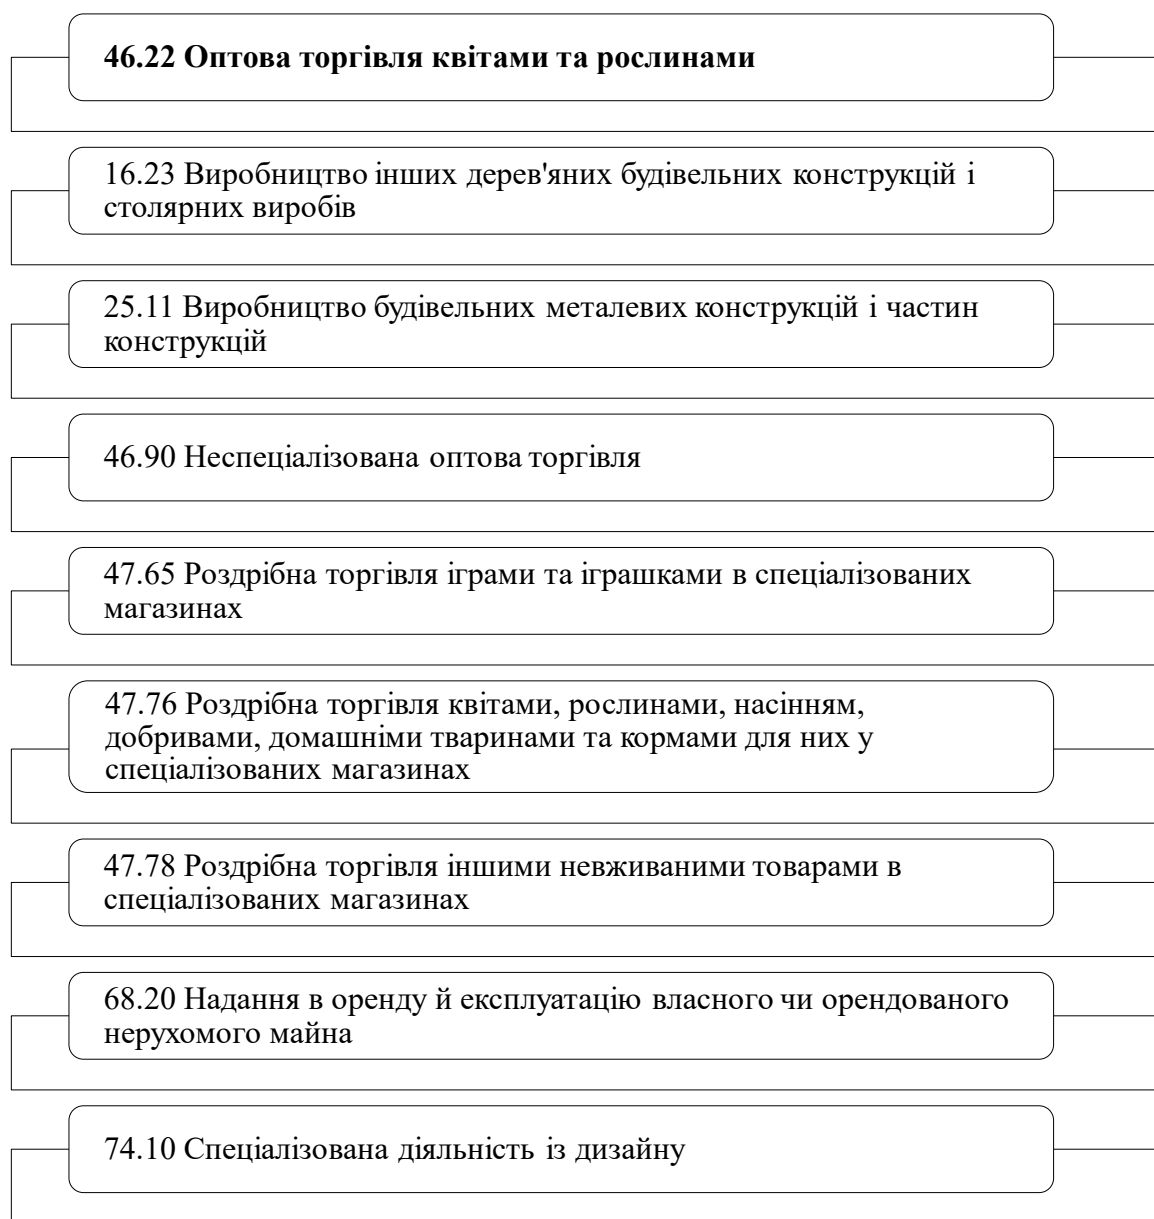 46.22 Оптова торгівля квітами та рослинами
16.23 Виробництво інших дерев'яних будівельних конструкцій і
столярних виробів
25.11 Виробництво будівельних металевих конструкцій і частин
конструкцій
46.90 Неспеціалізована оптова торгівля
47.65 Роздрібна торгівля іграми та іграшками в спеціалізованих
магазинах
47.76 Роздрібна торгівля квітами, рослинами, насінням,
добривами, домашніми тваринами та кормами для них у
спеціалізованих магазинах
47.78 Роздрібна торгівля іншими невживаними товарами в
спеціалізованих магазинах
68.20 Надання в оренду й експлуатацію власного чи орендованого
нерухомого майна
74.10 Спеціалізована діяльність із дизайну